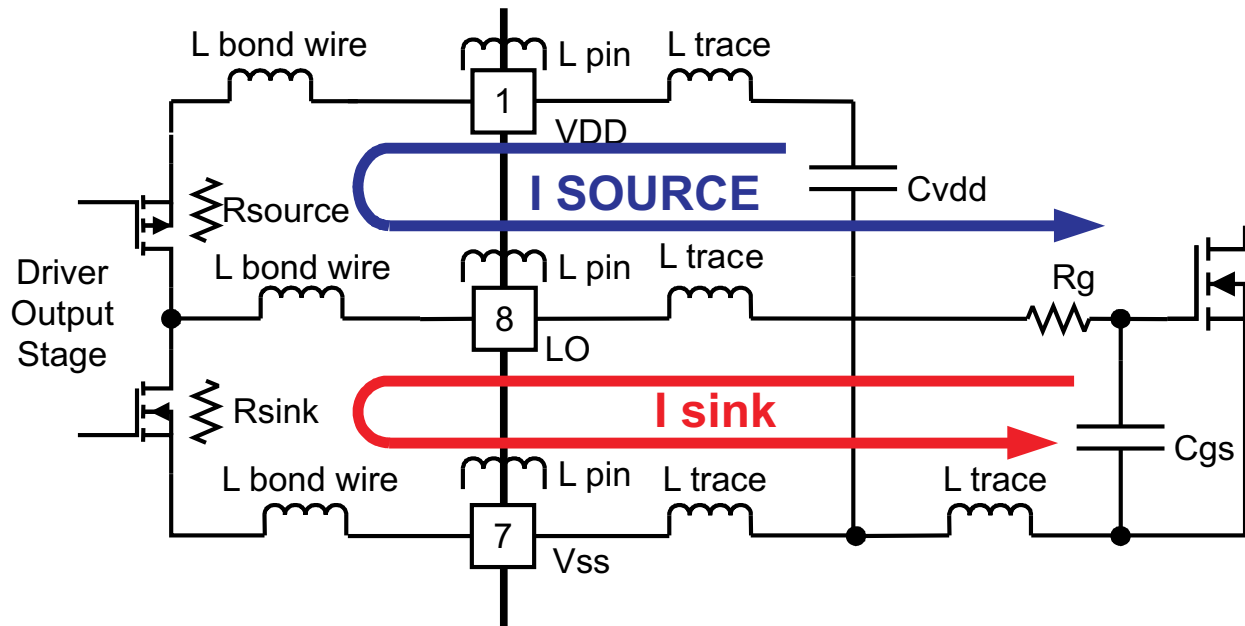 L bond wire
L pin
L trace
1
VDD
I SOURCE
Cvdd
Rsource
Driver
Output
Stage
L bond wire
L pin
L trace
Rg
8
LO
Rsink
I sink
Cgs
L bond wire
L pin
L trace
L trace
7
Vss